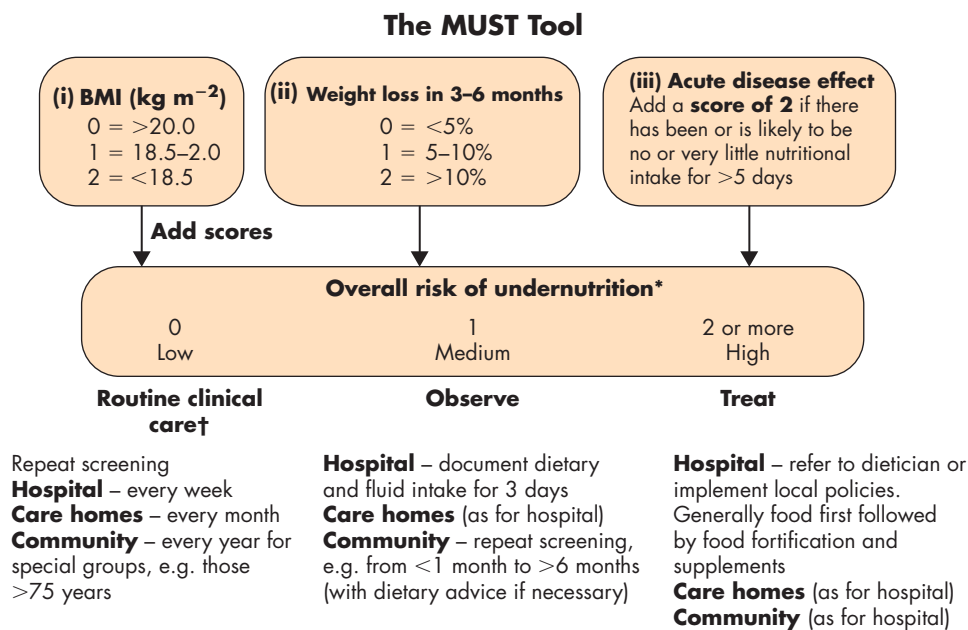 The MUST Tool
(i) BMI (kg m⁻²)
0 = >20.0
1 = 18.5–2.0
2 = <18.5
(ii) Weight loss in 3–6 months
0 = <5%
1 = 5–10%
2 = >10%
(iii) Acute disease effect
Add a score of 2 if there
has been or is likely to be
no or very little nutritional
intake for >5 days
Add scores
Overall risk of undernutrition*
0
Low
1
Medium
2 or more
High
Routine clinical
care†
Repeat screening
Hospital – every week
Care homes – every month
Community – every year for
special groups, e.g. those
>75 years
Observe
Hospital – document dietary
and fluid intake for 3 days
Care homes (as for hospital)
Community – repeat screening,
e.g. from <1 month to >6 months
(with dietary advice if necessary)
Treat
Hospital – refer to dietician or
implement local policies.
Generally food first followed
by food fortification and
supplements
Care homes (as for hospital)
Community (as for hospital)